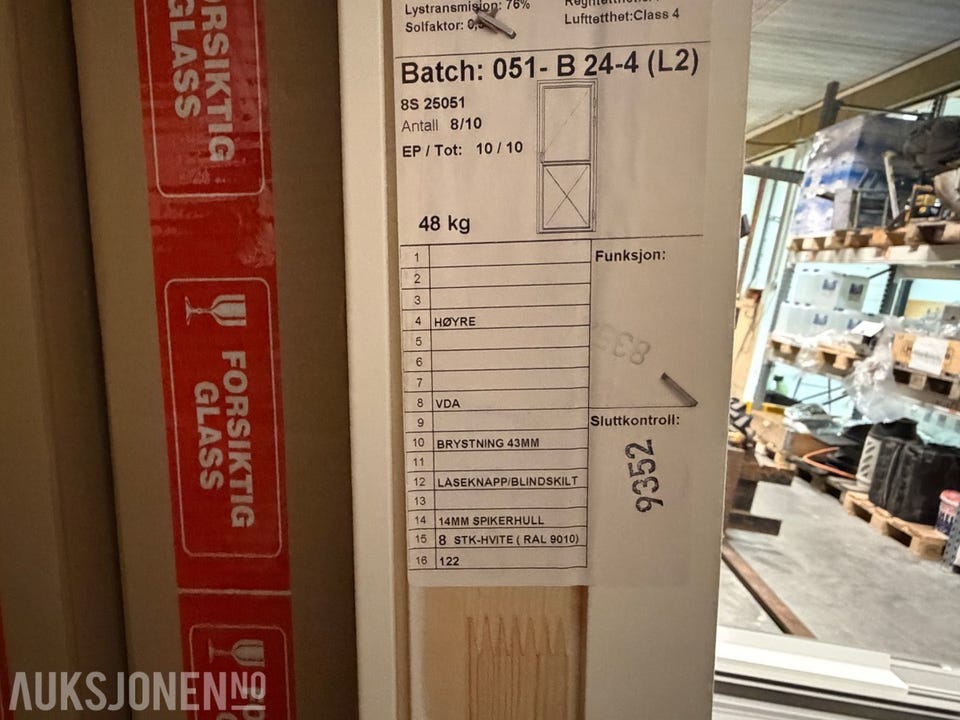 Lystransmisjon: 76%
Solfaktor:
Lufttetthet:Class 4
Batch: 051- B 24-4 (L2)
8S 25051
Antall 8/10
EP / Tot: 10 / 10
48 kg
Funksjon:
1
2
3
4 HØYRE
5
6
7
8 VDA
9
10 BRYSTNING 43MM
11
12 LÅSEKNAPP/BLINDSKILT
13
14 14MM SPIKERHULL
15 8 STK-HVITE ( RAL 9010)
16 122
835
Sluttkontroll:
9352
FORSIKTIG
GLASS
FORSIKTIG
GLASS
AUKSJONEN NO